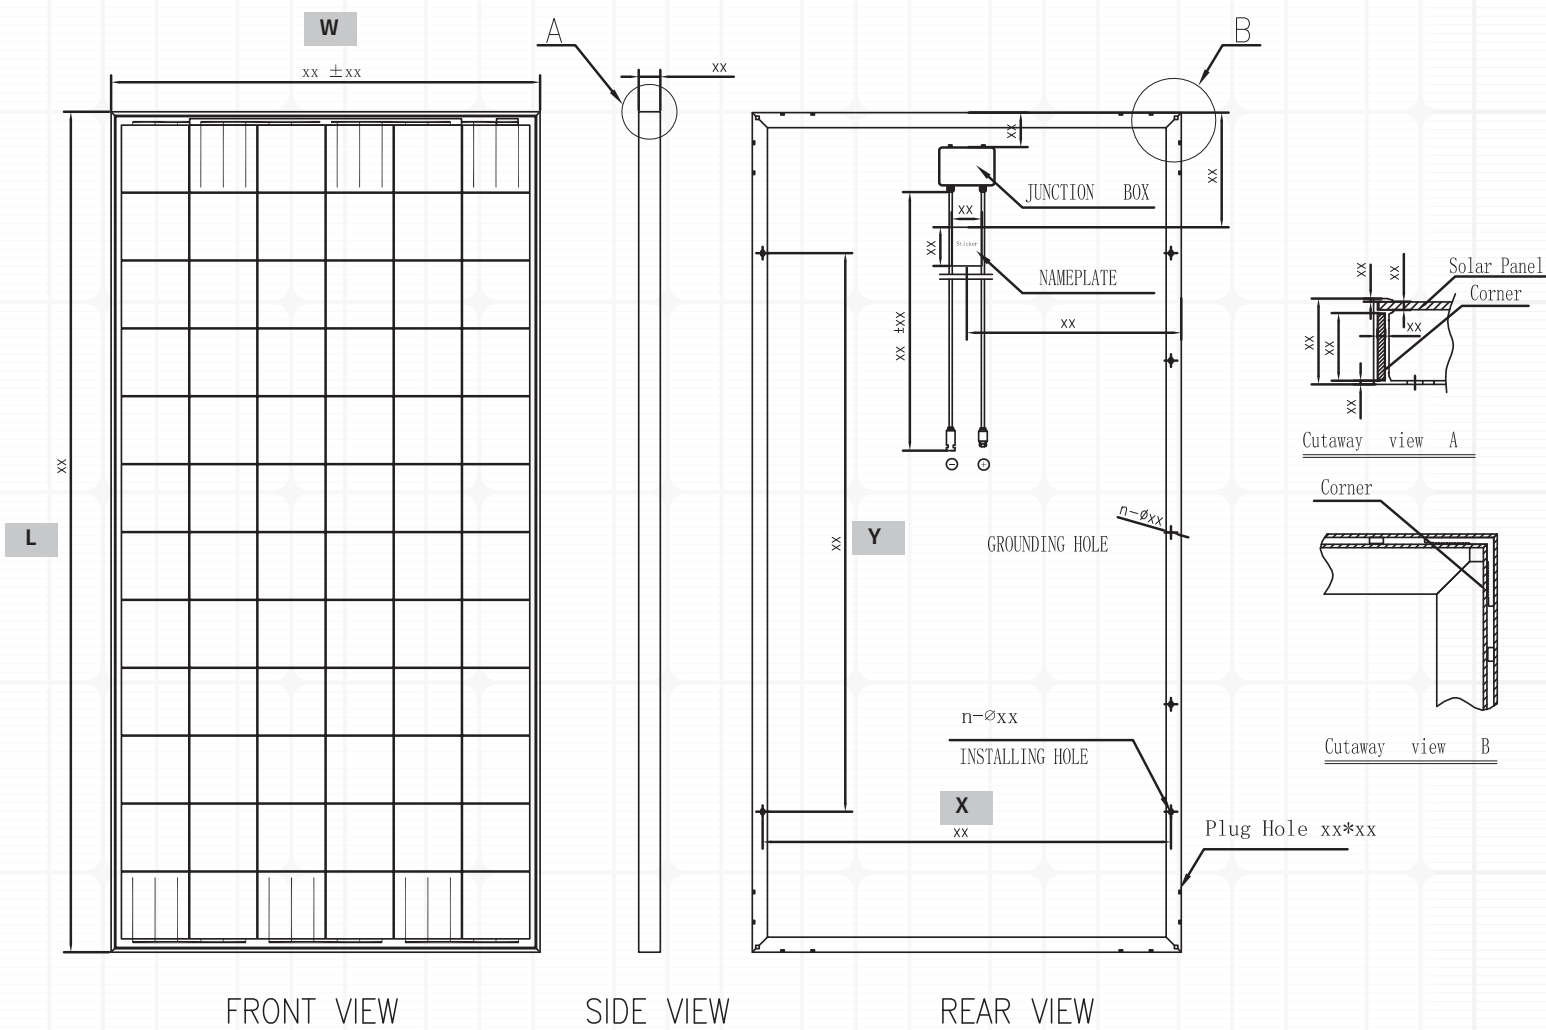 W
xx ±xx
A
xx
B
xx
xx
JUNCTION BOX
xx
xx
Sticker
NAMEPLATE
xx
xx ±xx
xx
L
xx
Y
n-⌀xx
GROUNDING HOLE
n-⌀xx
INSTALLING HOLE
X
xx
Plug Hole xx*xx
xx
xx
Solar Panel
Corner
xx
xx
xx
xx
Cutaway view A
Corner
Cutaway view B
FRONT VIEW
SIDE VIEW
REAR VIEW